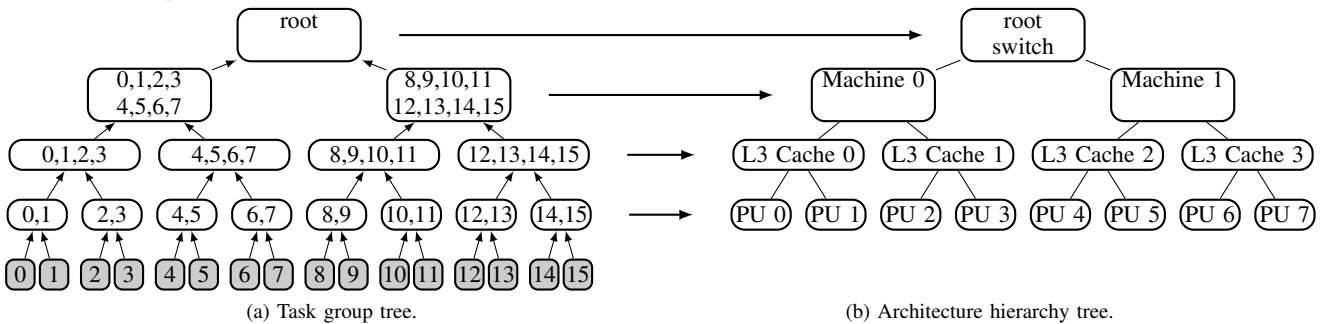 root
root
switch
0,1,2,3
4,5,6,7
8,9,10,11
12,13,14,15
Machine 0
Machine 1
0,1,2,3
4,5,6,7
8,9,10,11
12,13,14,15
L3 Cache 0
L3 Cache 1
L3 Cache 2
L3 Cache 3
0,1
2,3
4,5
6,7
8,9
10,11
12,13
14,15
PU 0
PU 1
PU 2
PU 3
PU 4
PU 5
PU 6
PU 7
0
1
2
3
4
5
6
7
8
9
10
11
12
13
14
15
(a) Task group tree.
(b) Architecture hierarchy tree.